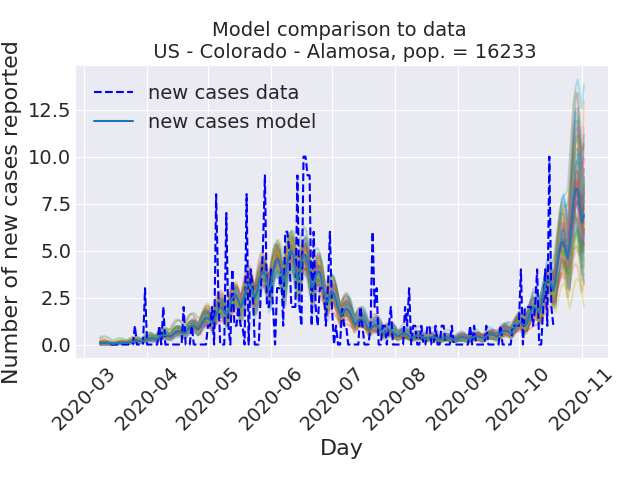 Model comparison to data
US - Colorado - Alamosa, pop. = 16233
new cases data
new cases model
Number of new cases reported
12.5
10.0
7.5
5.0
2.5
0.0
2020-03
2020-04
2020-05
2020-06
2020-07
2020-08
2020-09
2020-10
2020-11
Day